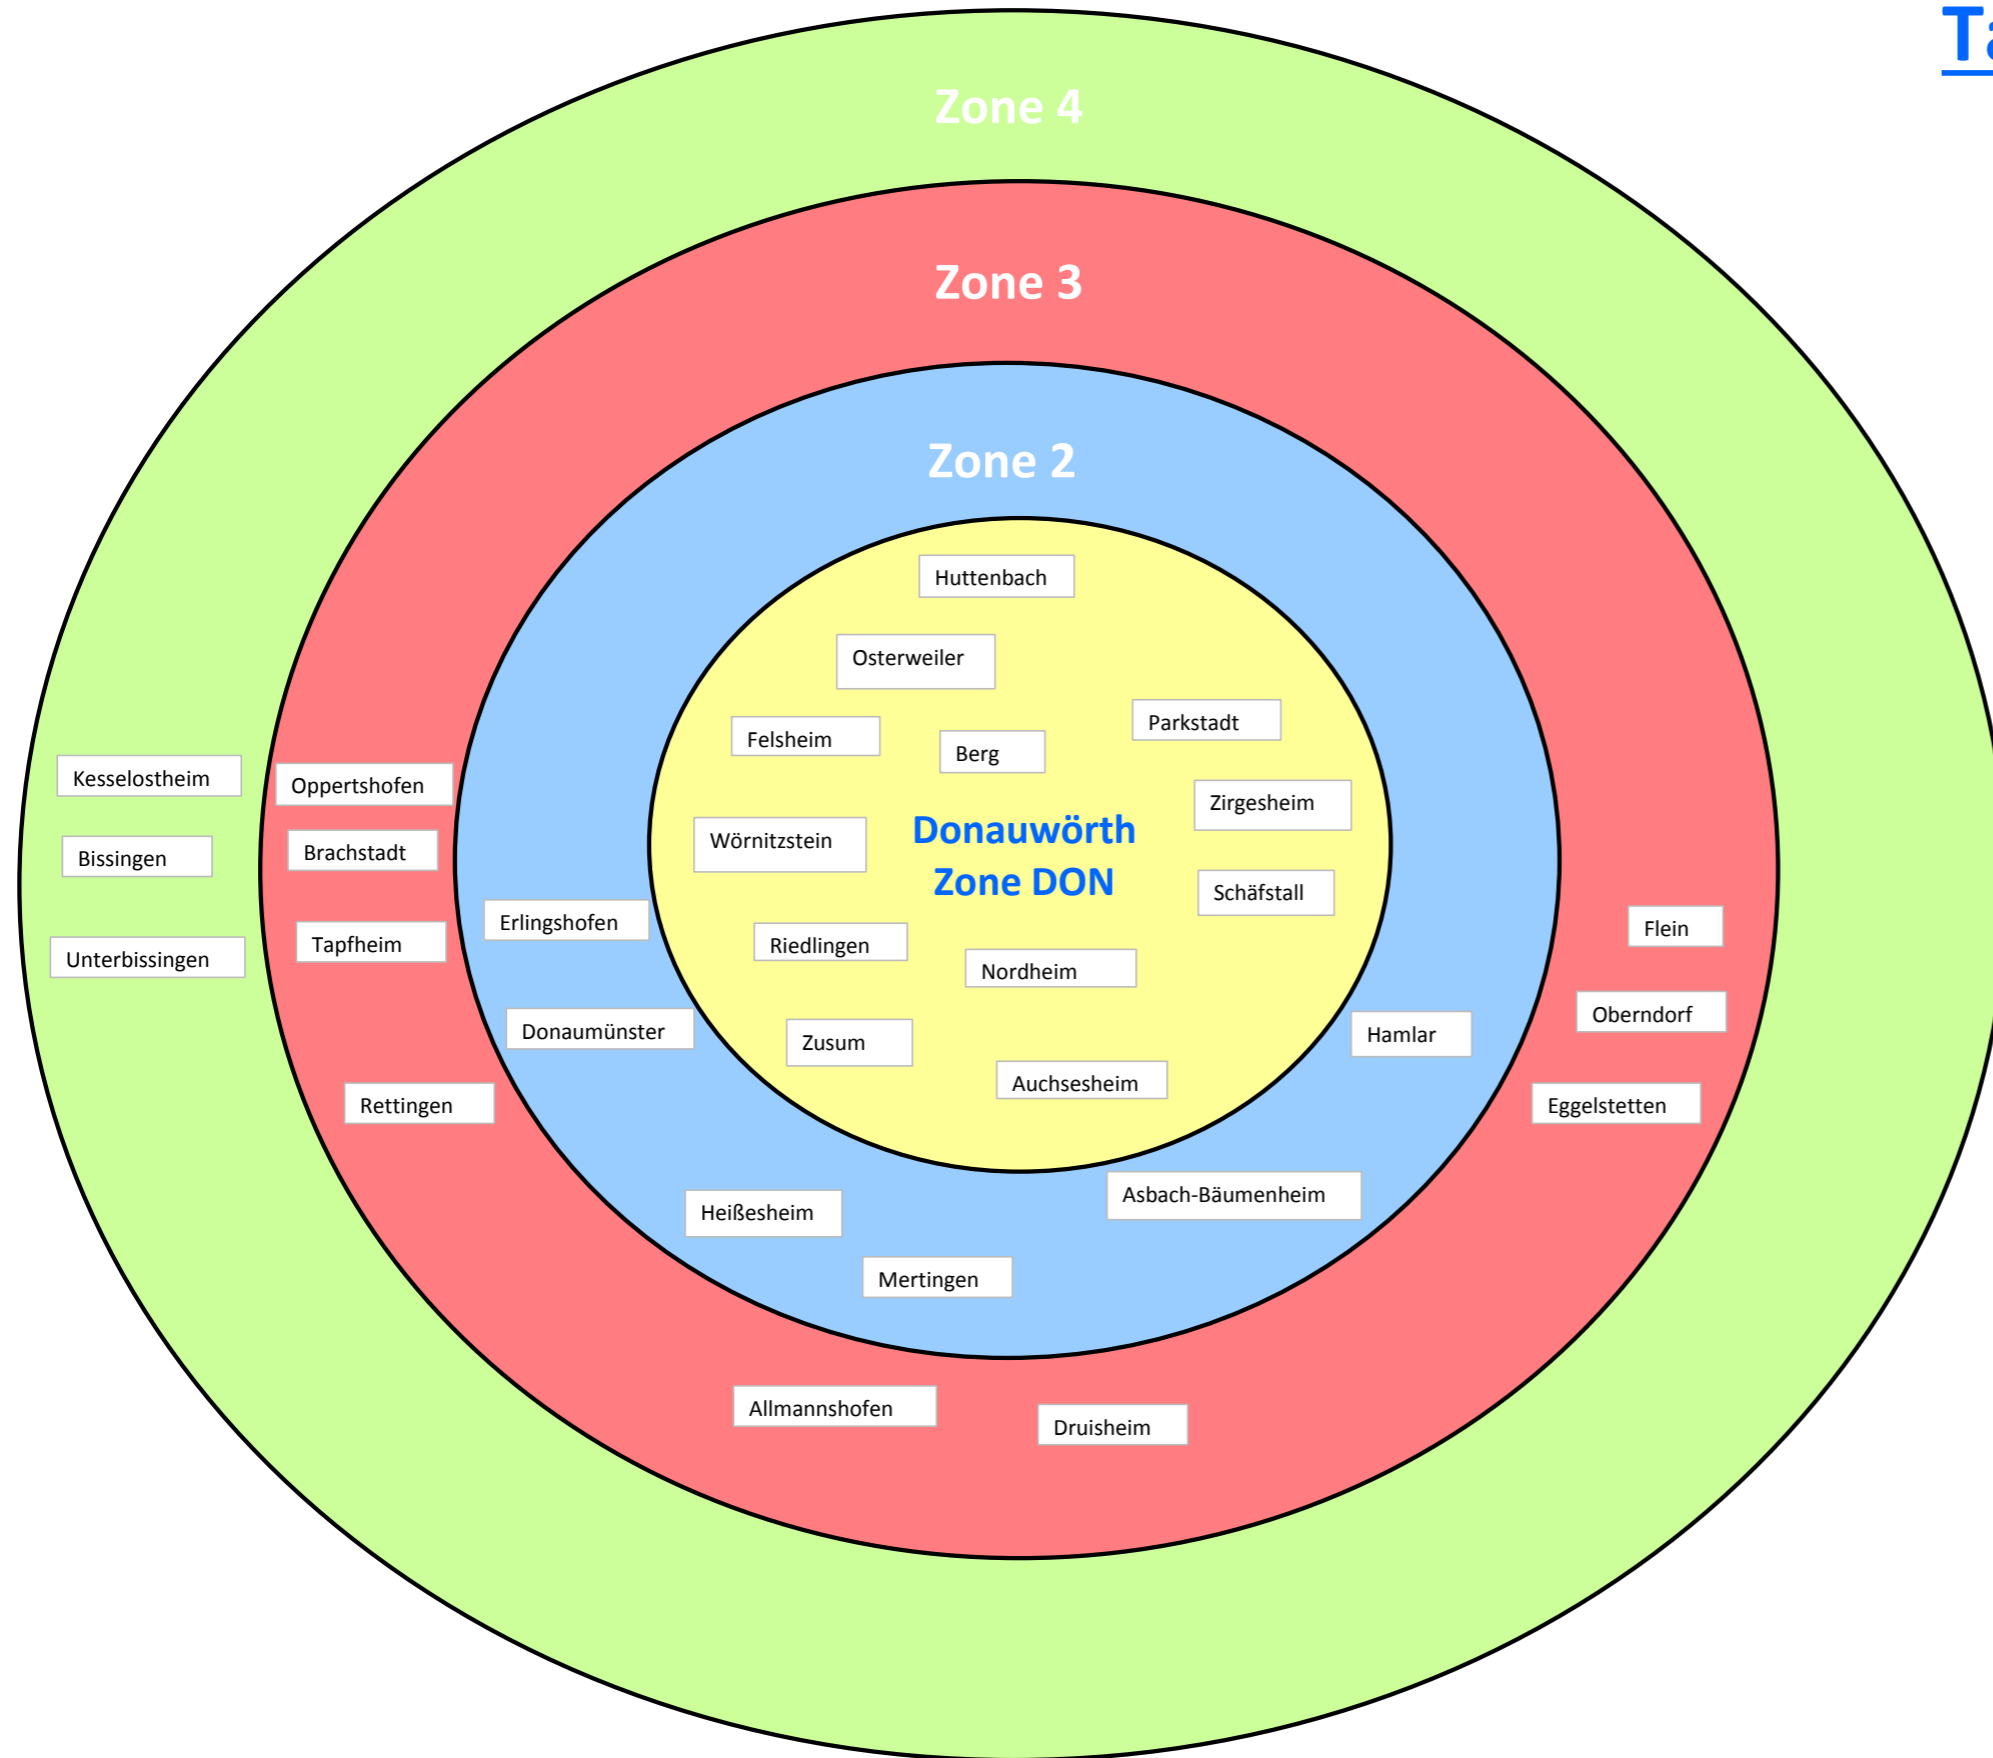 Ta
Zone 4
Zone 3
Zone 2
Huttenbach
Osterweiler
Parkstadt
Felsheim
Berg
Kesselostheim
Oppertshofen
Zirgesheim
Donauwörth
Zone DON
Wörnitzstein
Brachstadt
Bissingen
Schäfstall
Erlingshofen
Flein
Tapfheim
Riedlingen
Unterbissingen
Nordheim
Oberndorf
Donaumünster
Hamlar
Zusum
Auchsesheim
Rettingen
Eggelstetten
Asbach-Bäumenheim
Heißesheim
Mertingen
Allmannshofen
Druisheim